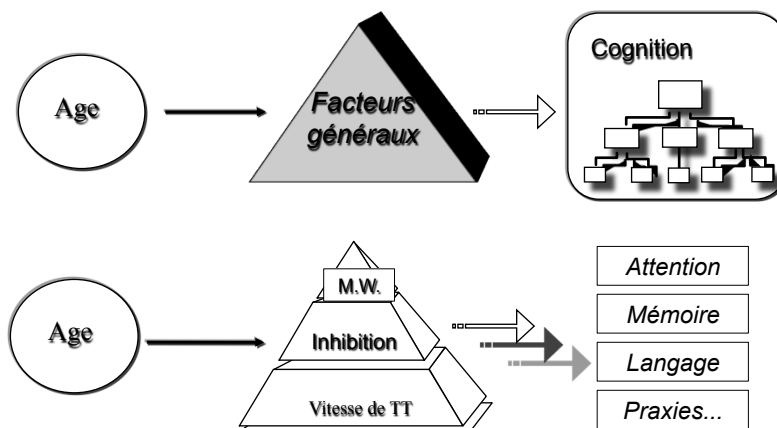 Age
Facteurs
généraux
Cognition
Age
M.W.
Inhibition
Vitesse de TT
Attention
Mémoire
Langage
Praxies...